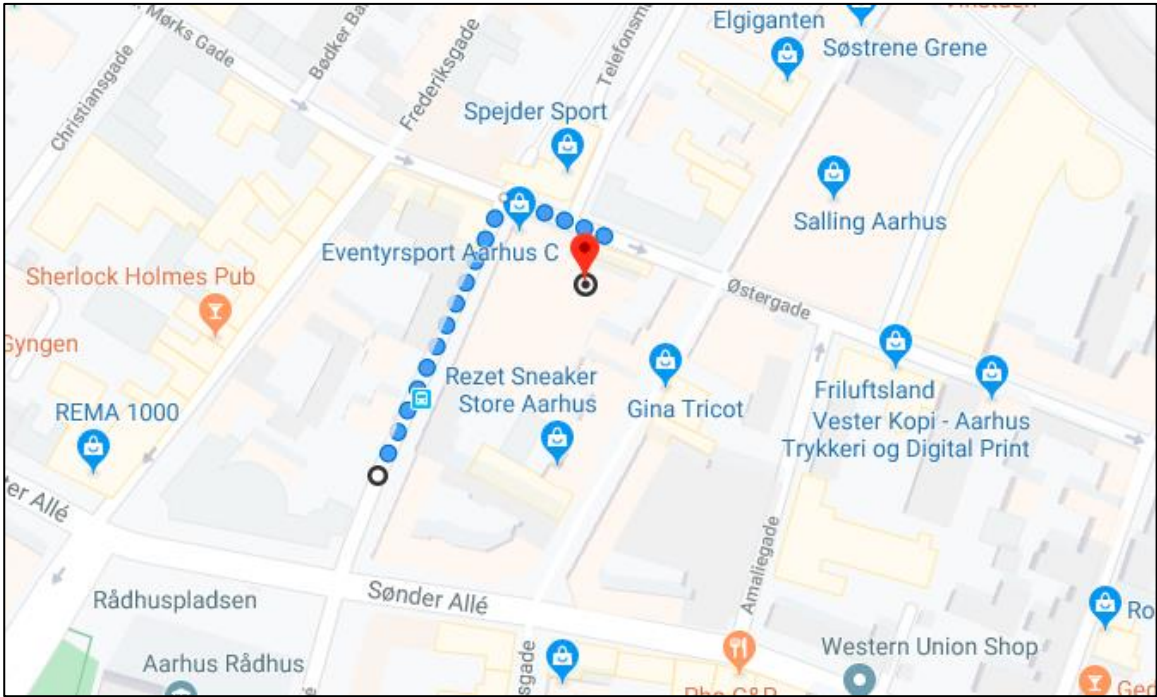 Mørks Gade
Bødker Ba
Christiansgade
Frederiksgade
Telefonsm
Elgiganten
Søstrene Grene
Spejder Sport
Salling Aarhus
Eventyrsport Aarhus C
Sherlock Holmes Pub
Gyngen
Østergade
REMA 1000
Rezet Sneaker
Store Aarhus
Gina Tricot
Friluftsland
Vester Kopi - Aarhus
Trykkeri og Digital Print
ter Allé
Amaliegade
Rådhuspladsen
Sønder Allé
Aarhus Rådhus
sgade
Western Union Shop
Ro